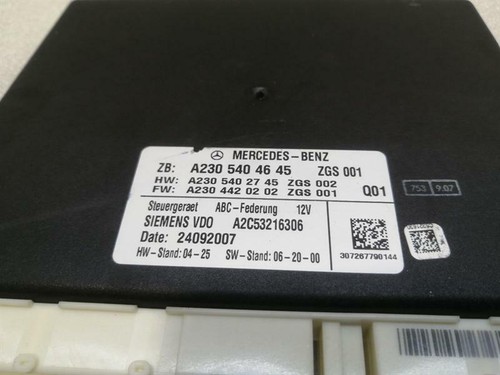 MERCEDES-BENZ
ZB: A230 540 46 45 ZGS 001
HW: A230 540 27 45 ZGS 002
FW: A230 442 02 02 ZGS 001 Q01
Steuergeraet ABC-Federung 12V
SIEMENS VDO A2C53216306
Date: 24092007
HW-Stand: 04-25 SW-Stand: 06-20-00
307267790144
753 9.07